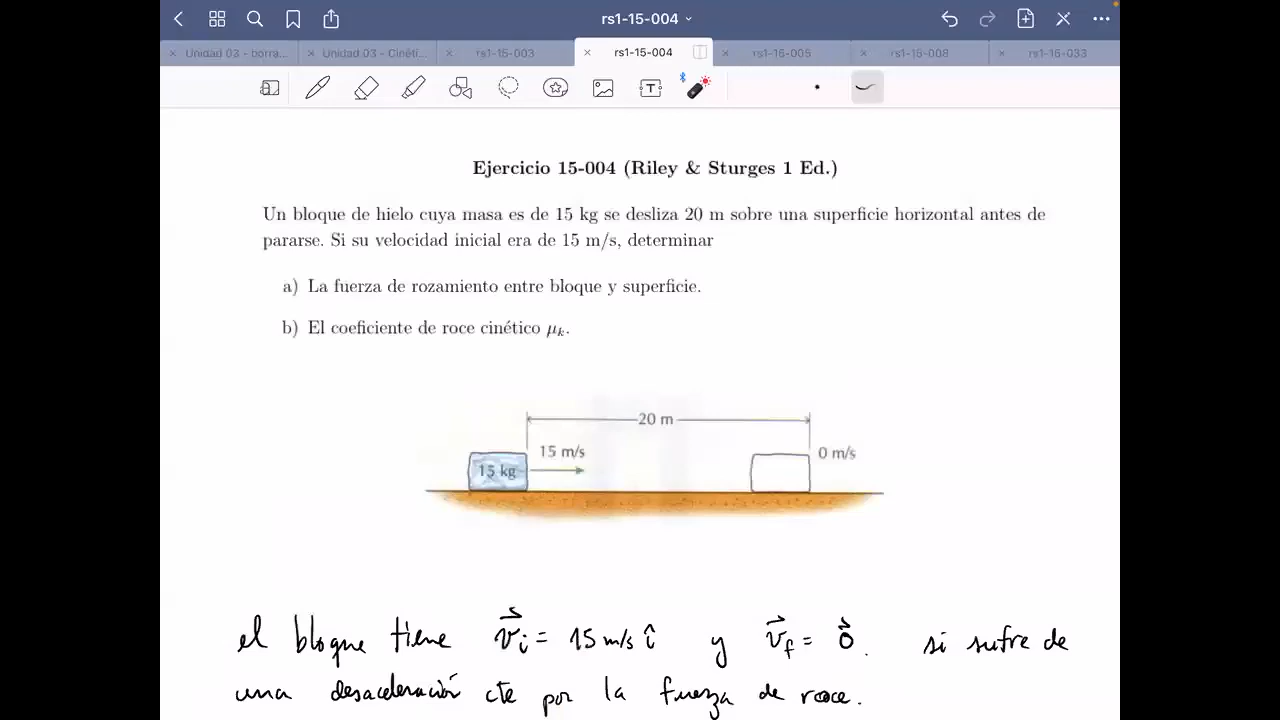 rs1-15-004
Unidad 03 - borra...
Unidad 03 - Cinéti...
rs1-15-003
rs1-15-004
rs1-16-005
rs1-15-008
rs1-16-033
Ejercicio 15-004 (Riley & Sturges 1 Ed.)
Un bloque de hielo cuya masa es de 15 kg se desliza 20 m sobre una superficie horizontal antes de
pararse. Si su velocidad inicial era de 15 m/s, determinar
a) La fuerza de rozamiento entre bloque y superficie.
b) El coeficiente de roce cinético μₖ.
20 m
15 m/s
0 m/s
15 kg
el bloque tiene v⃗ᵢ = 15 m/s î y v⃗_f = 0⃗. si sufre de
una desaceleración cte por la fuerza de roce.